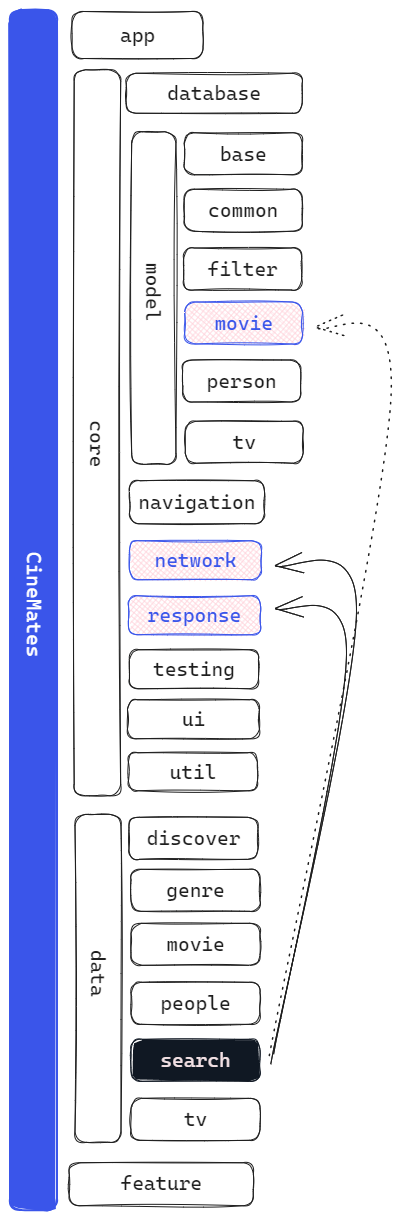 CineMates
app
core
database
model
base
common
filter
movie
person
tv
navigation
network
response
testing
ui
util
data
discover
genre
movie
people
search
tv
feature